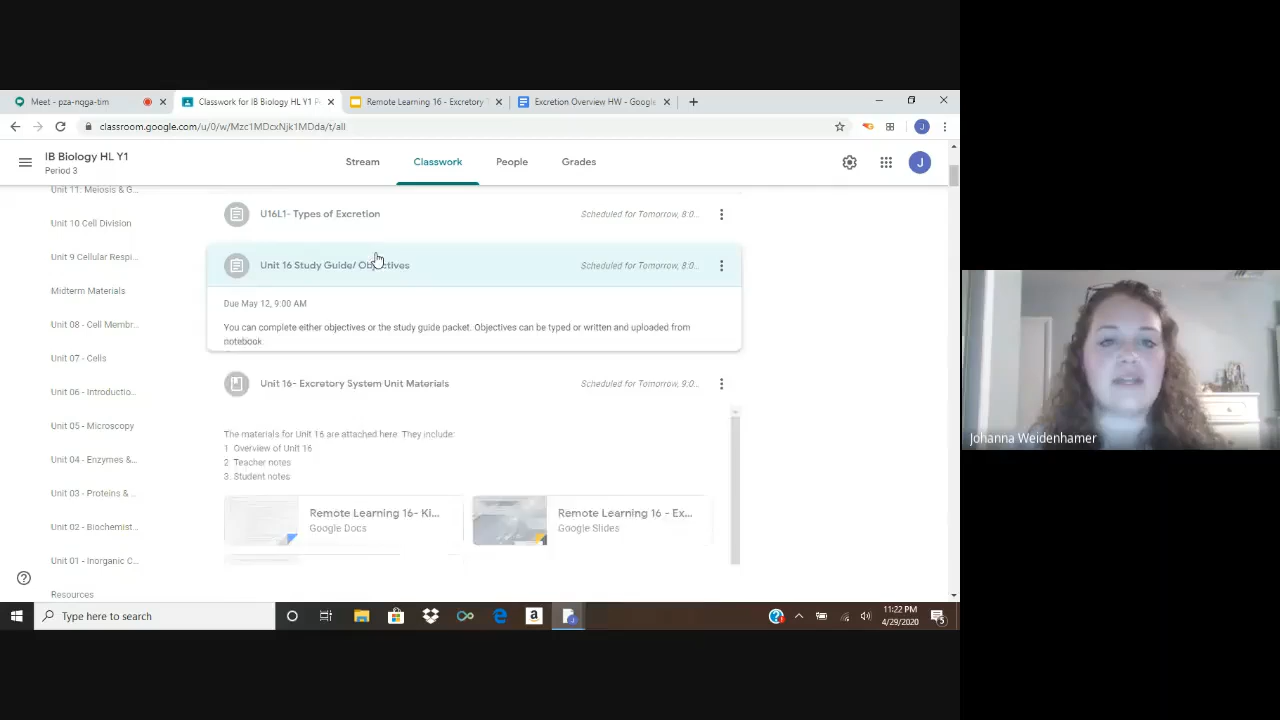 Meet - pza-nqga-tim
Classwork for IB Biology HL Y1 P
Remote Learning 16 - Excretory
Excretion Overview HW - Google
classroom.google.com/u/0/w/Mzc1MDcxNjk1MDda/t/all
J
IB Biology HL Y1
Period 3
Stream
Classwork
People
Grades
J
Unit 11: Meiosis & G...
Unit 10 Cell Division
Unit 9 Cellular Respi...
Midterm Materials
Unit 08 - Cell Membr...
Unit 07 - Cells
Unit 06 - Introductio...
Unit 05 - Microscopy
Unit 04 - Enzymes &...
Unit 03 - Proteins & ...
Unit 02 - Biochemist...
Unit 01 - Inorganic C...
Resources
U16L1- Types of Excretion
Scheduled for Tomorrow, 8:0...
Unit 16 Study Guide/ Objectives
Scheduled for Tomorrow, 8:0...
Due May 12, 9:00 AM
You can complete either objectives or the study guide packet. Objectives can be typed or written and uploaded from
notebook.
Unit 16- Excretory System Unit Materials
Scheduled for Tomorrow, 9:0...
The materials for Unit 16 are attached here. They include:
1. Overview of Unit 16
2. Teacher notes
3. Student notes
Remote Learning 16- Ki...
Google Docs
Remote Learning 16 - Ex...
Google Slides
Johanna Weidenhamer
Type here to search
11:22 PM
4/29/2020
5